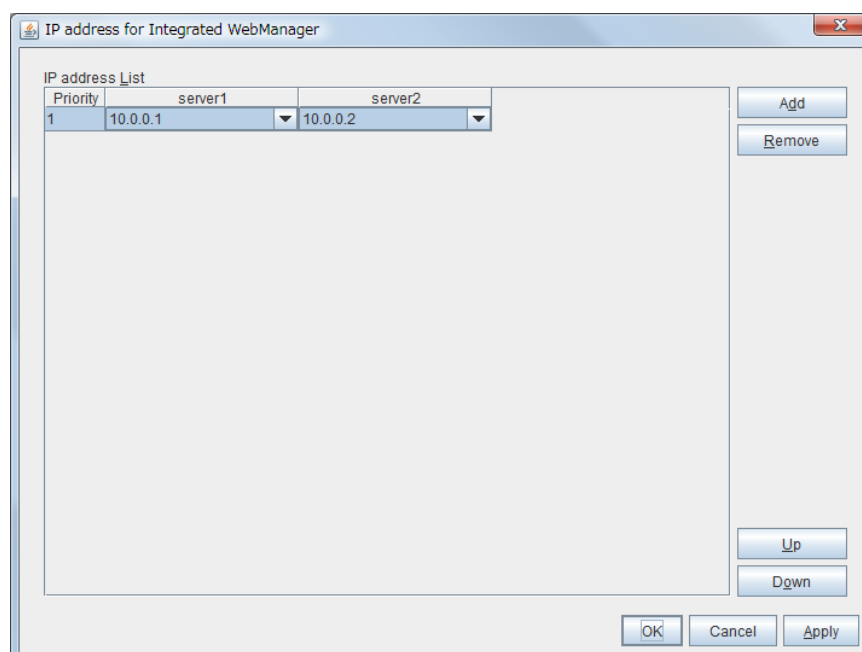 IP address for Integrated WebManager
IP address List
Priority server1 server2
1 10.0.0.1 10.0.0.2
Add
Remove
Up
Down
OK Cancel Apply